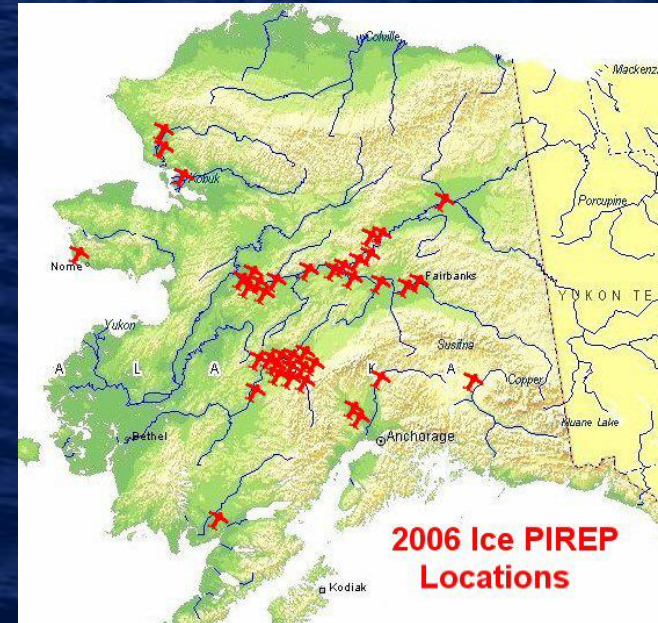 Colville
Mackenz
Kobuk
Porcupine
Nome
Fairbanks
YUKON TE
Yukon
Susitna
A L A K A
Copper
Kluane Lake
Bethel
Anchorage
2006 Ice PIREP
Locations
Kodiak